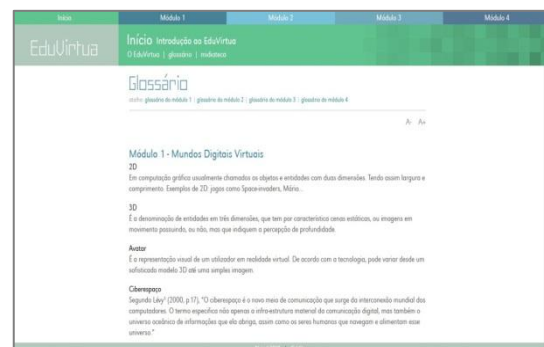 Início Módulo 1 Módulo 2 Módulo 3 Módulo 4
EduVirtua
Início Introdução ao EduVirtua
O EduVirtua | glossário | midiateca
Glossário
glossário do módulo 1 | glossário do módulo 2 | glossário do módulo 3 | glossário do módulo 4
A- A+
Módulo 1 - Mundos Digitais Virtuais
2D
Em computação gráfica usualmente chamados os objetos e entidades com duas dimensões. Tendo assim largura e
comprimento. Exemplos de 2D: jogos como Space-invaders, Mário...
3D
É a denominação de entidades em três dimensões, que tem por característica cenas estáticas, ou imagens em
movimento possuindo, ou não, mas que indiquem a percepção de profundidade.
Avatar
É a representação visual de um utilizador em realidade virtual. De acordo com a tecnologia, pode variar desde um
sofisticado modelo 3D até uma simples imagem.
Ciberespaço
Segundo Lévy¹ (2000, p.17), "O ciberespaço é o novo meio de comunicação que surge da interconexão mundial dos
computadores. O termo especifica não apenas a infra-estrutura material da comunicação digital, mas também o
universo oceânico de informações que ela abriga, assim como os seres humanos que navegam e alimentam esse
universo."